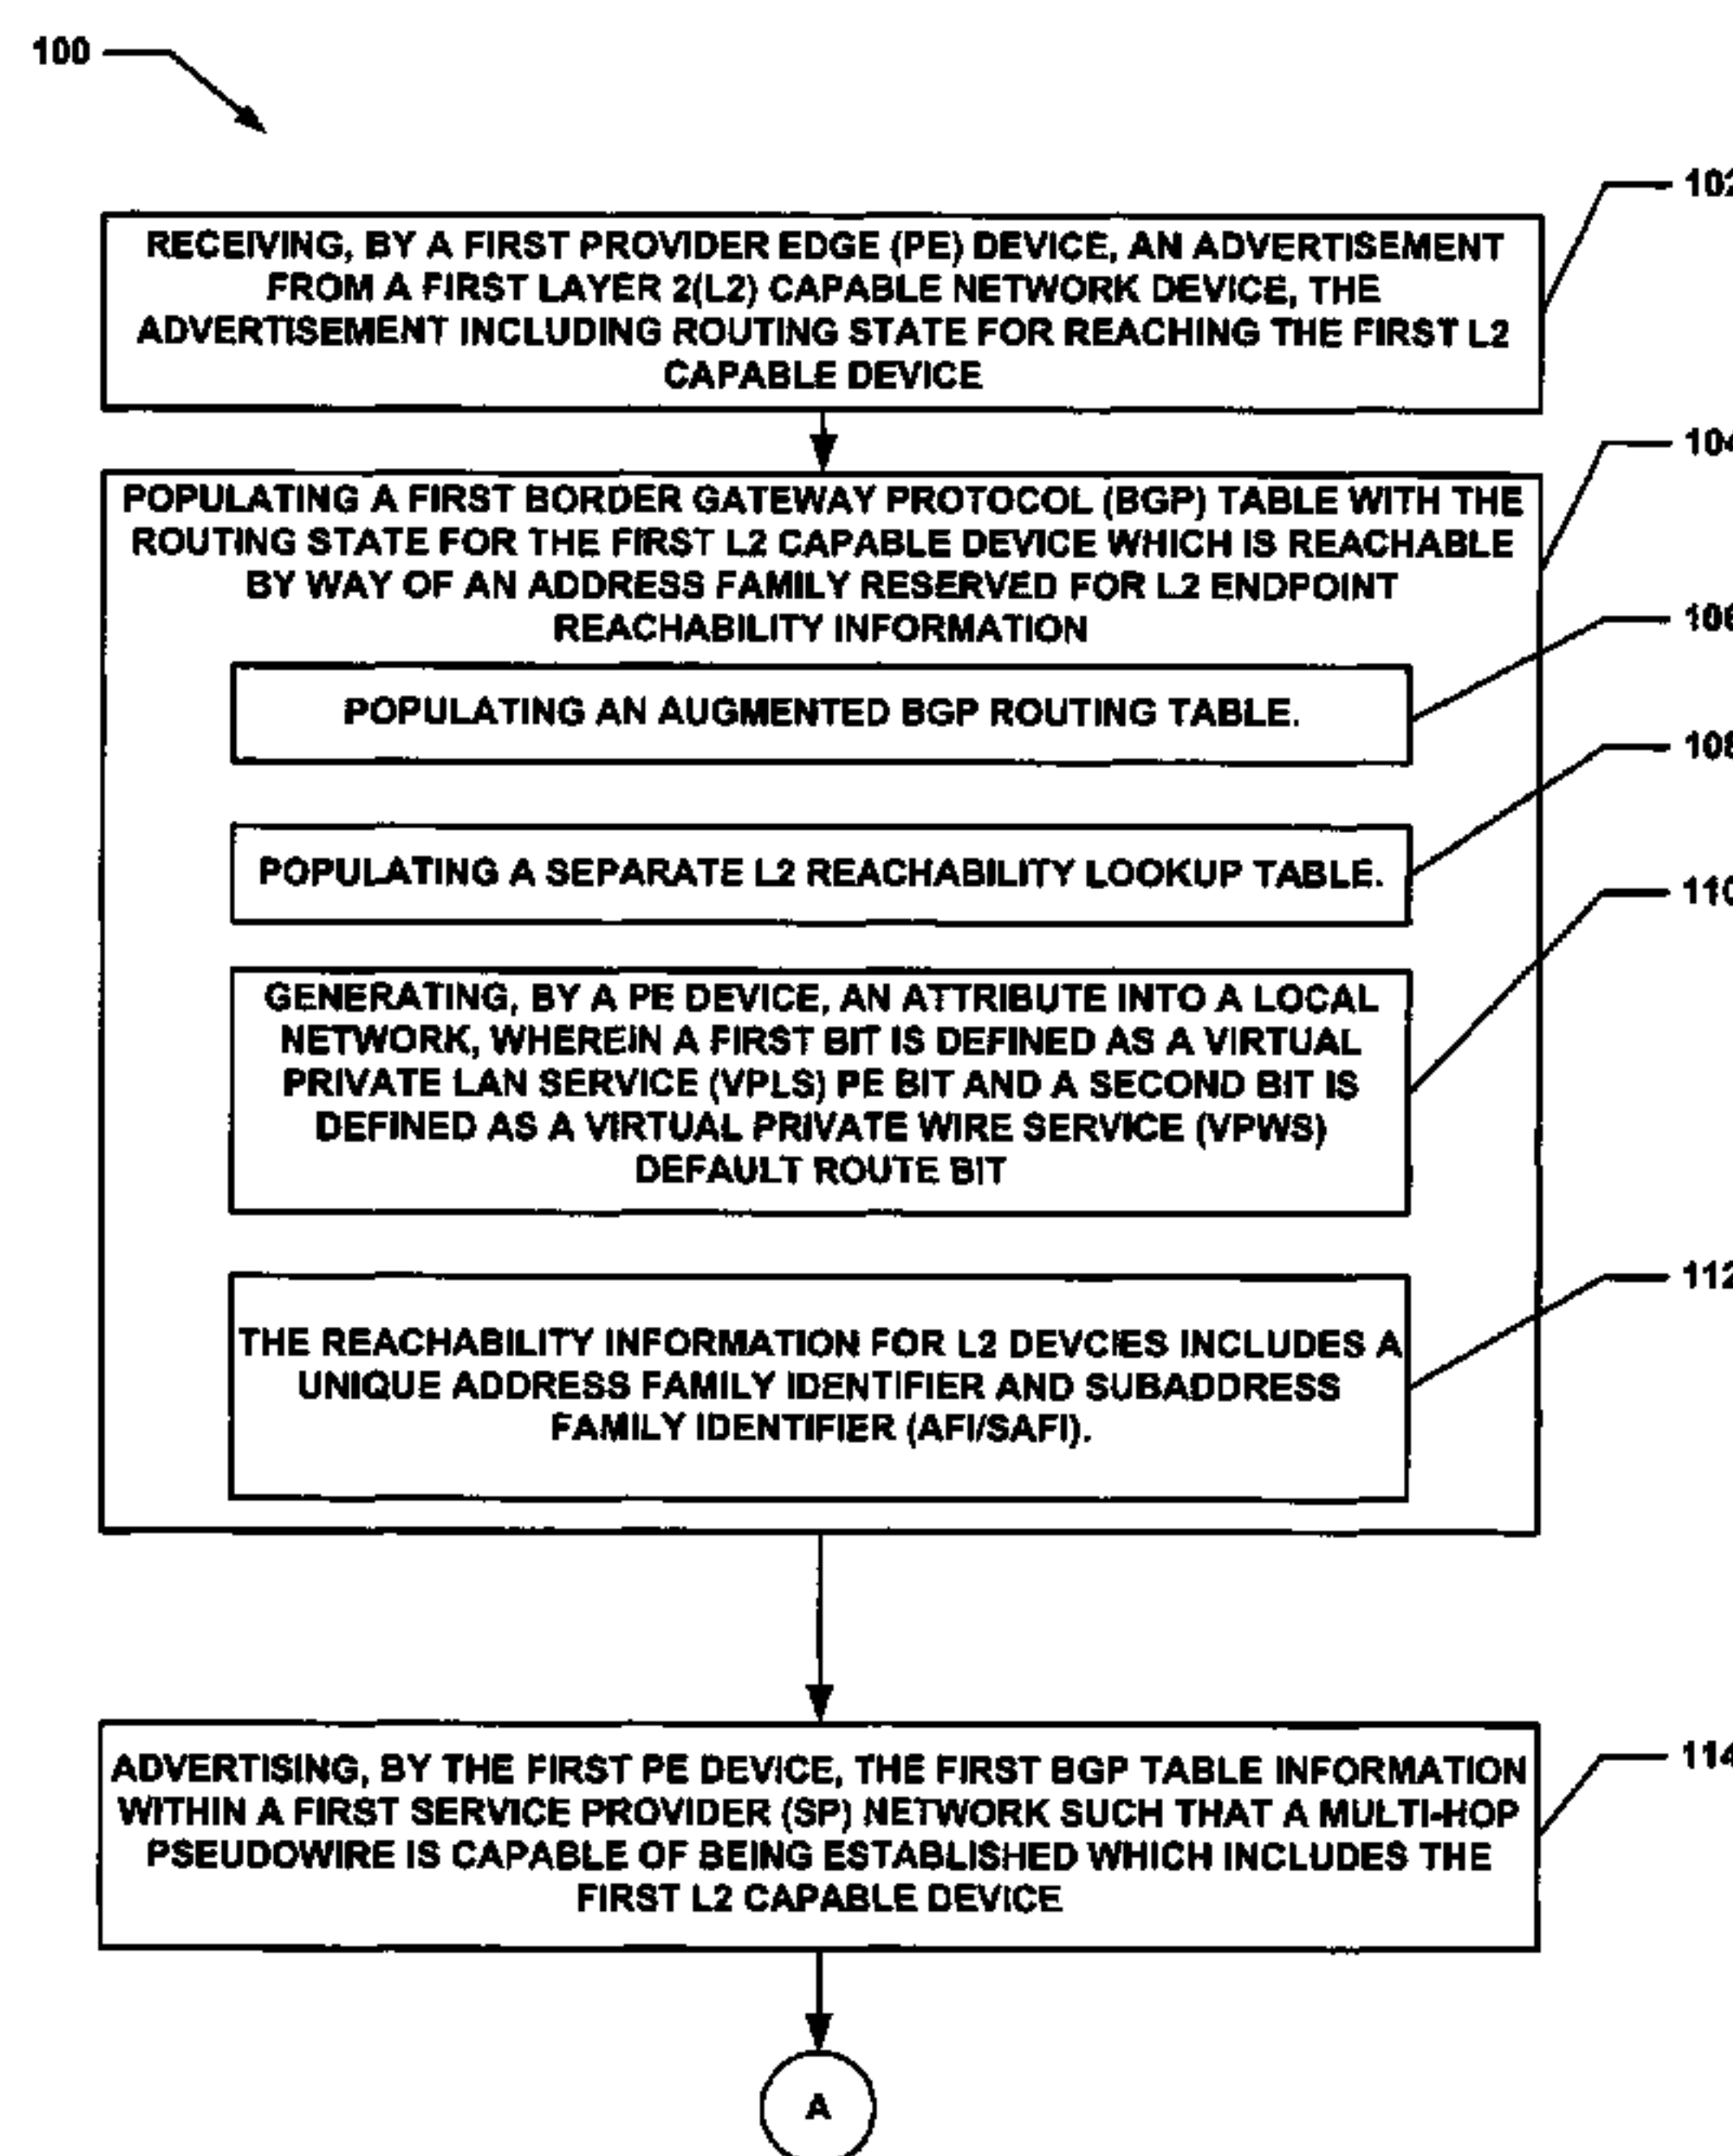 100
102
RECEIVING, BY A FIRST PROVIDER EDGE (PE) DEVICE, AN ADVERTISEMENT
FROM A FIRST LAYER 2(L2) CAPABLE NETWORK DEVICE, THE
ADVERTISEMENT INCLUDING ROUTING STATE FOR REACHING THE FIRST L2
CAPABLE DEVICE
104
POPULATING A FIRST BORDER GATEWAY PROTOCOL (BGP) TABLE WITH THE
ROUTING STATE FOR THE FIRST L2 CAPABLE DEVICE WHICH IS REACHABLE
BY WAY OF AN ADDRESS FAMILY RESERVED FOR L2 ENDPOINT
REACHABILITY INFORMATION
106
POPULATING AN AUGMENTED BGP ROUTING TABLE.
108
POPULATING A SEPARATE L2 REACHABILITY LOOKUP TABLE.
110
GENERATING, BY A PE DEVICE, AN ATTRIBUTE INTO A LOCAL
NETWORK, WHEREIN A FIRST BIT IS DEFINED AS A VIRTUAL
PRIVATE LAN SERVICE (VPLS) PE BIT AND A SECOND BIT IS
DEFINED AS A VIRTUAL PRIVATE WIRE SERVICE (VPWS)
DEFAULT ROUTE BIT
112
THE REACHABILITY INFORMATION FOR L2 DEVCIES INCLUDES A
UNIQUE ADDRESS FAMILY IDENTIFIER AND SUBADDRESS
FAMILY IDENTIFIER (AFI/SAFI).
114
ADVERTISING, BY THE FIRST PE DEVICE, THE FIRST BGP TABLE INFORMATION
WITHIN A FIRST SERVICE PROVIDER (SP) NETWORK SUCH THAT A MULTI-HOP
PSEUDOWIRE IS CAPABLE OF BEING ESTABLISHED WHICH INCLUDES THE
FIRST L2 CAPABLE DEVICE
A